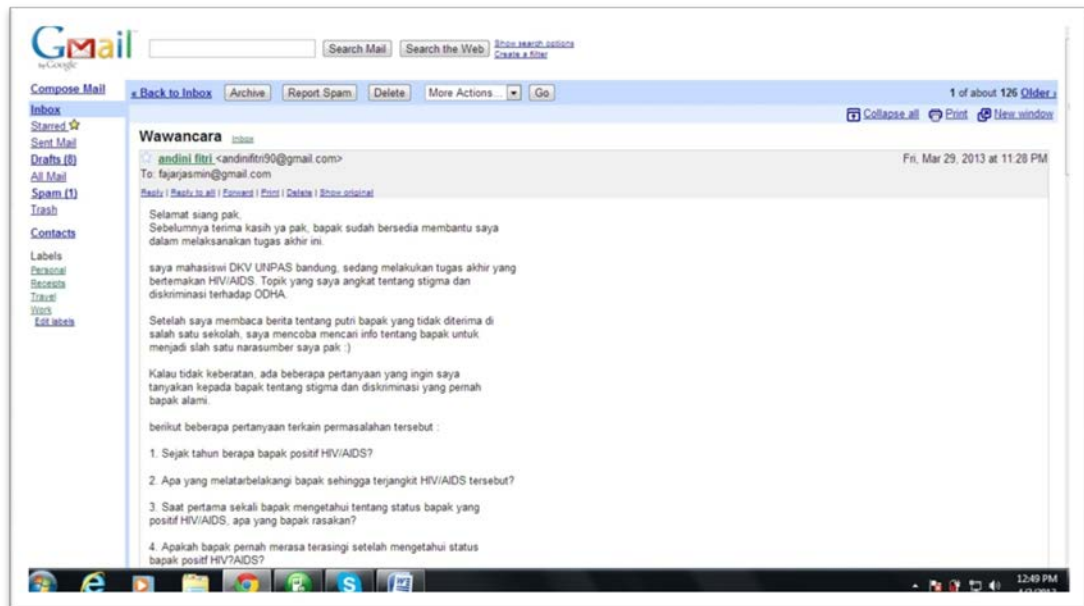 Gmail
by Google
Search Mail
Search the Web
Show search options
Create a filter
Compose Mail
Inbox
Starred
Sent Mail
Drafts (8)
All Mail
Spam (1)
Trash
Contacts
Labels
Personal
Receipts
Travel
Work
Edit labels
« Back to Inbox
Archive
Report Spam
Delete
More Actions...
Go
1 of about 126 Older ›
Collapse all
Print
New window
Wawancara Inbox
andini fitri <andinifitri90@gmail.com>
Fri, Mar 29, 2013 at 11:28 PM
To: fajarjasmin@gmail.com
Reply | Reply to all | Forward | Print | Delete | Show original
Selamat siang pak,
Sebelumnya terima kasih ya pak, bapak sudah bersedia membantu saya
dalam melaksanakan tugas akhir ini.
saya mahasiswi DKV UNPAS bandung, sedang melakukan tugas akhir yang
bertemakan HIV/AIDS. Topik yang saya angkat tentang stigma dan
diskriminasi terhadap ODHA.
Setelah saya membaca berita tentang putri bapak yang tidak diterima di
salah satu sekolah, saya mencoba mencari info tentang bapak untuk
menjadi slah satu narasumber saya pak :)
Kalau tidak keberatan, ada beberapa pertanyaan yang ingin saya
tanyakan kepada bapak tentang stigma dan diskriminasi yang pernah
bapak alami.
berikut beberapa pertanyaan terkain permasalahan tersebut :
1. Sejak tahun berapa bapak positif HIV/AIDS?
2. Apa yang melatarbelakangi bapak sehingga terjangkit HIV/AIDS tersebut?
3. Saat pertama sekali bapak mengetahui tentang status bapak yang
positif HIV/AIDS, apa yang bapak rasakan?
4. Apakah bapak pernah merasa terasingi setelah mengetahui status
bapak positf HIV?AIDS?
12:49 PM